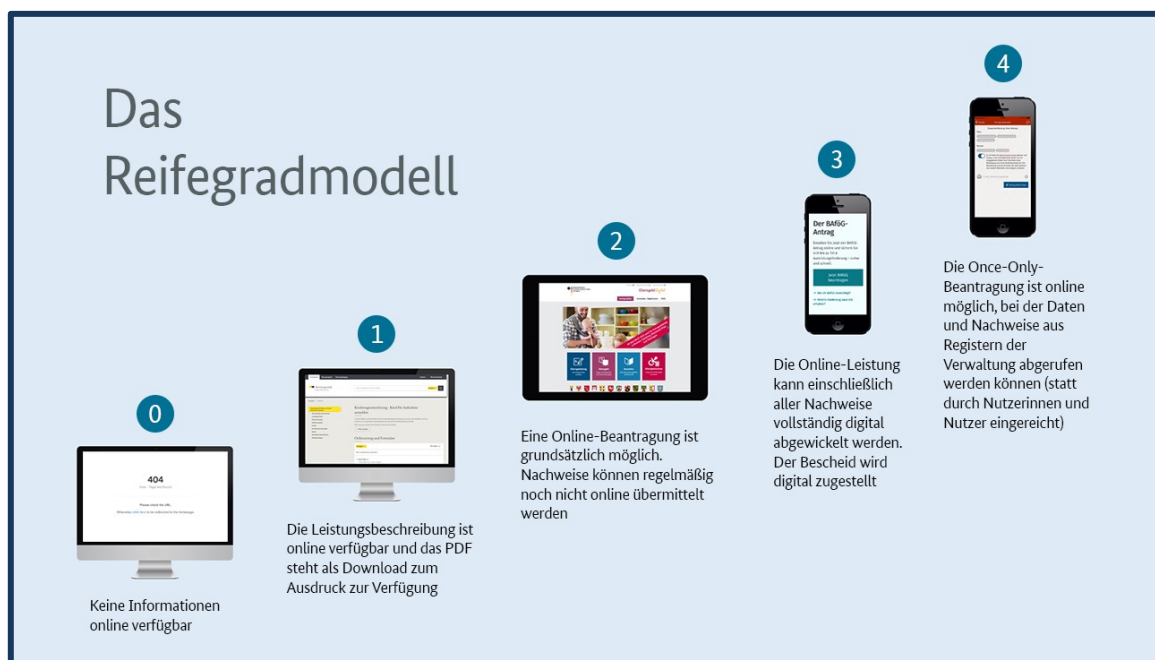 Das
Reifegradmodell
0
404
Please check the URL.
Keine Informationen
online verfügbar
1
Die Leistungsbeschreibung ist
online verfügbar und das PDF
steht als Download zum
Ausdruck zur Verfügung
2
Eine Online-Beantragung ist
grundsätzlich möglich.
Nachweise können regelmäßig
noch nicht online übermittelt
werden
3
Der BAföG-
Antrag
Die Online-Leistung
kann einschließlich
aller Nachweise
vollständig digital
abgewickelt werden.
Der Bescheid wird
digital zugestellt
4
Die Once-Only-
Beantragung ist online
möglich, bei der Daten
und Nachweise aus
Registern der
Verwaltung abgerufen
werden können (statt
durch Nutzerinnen und
Nutzer eingereicht)